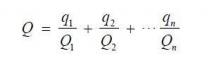 Q = q₁/Q₁ + q₂/Q₂ + ⋯ qₙ/Qₙ